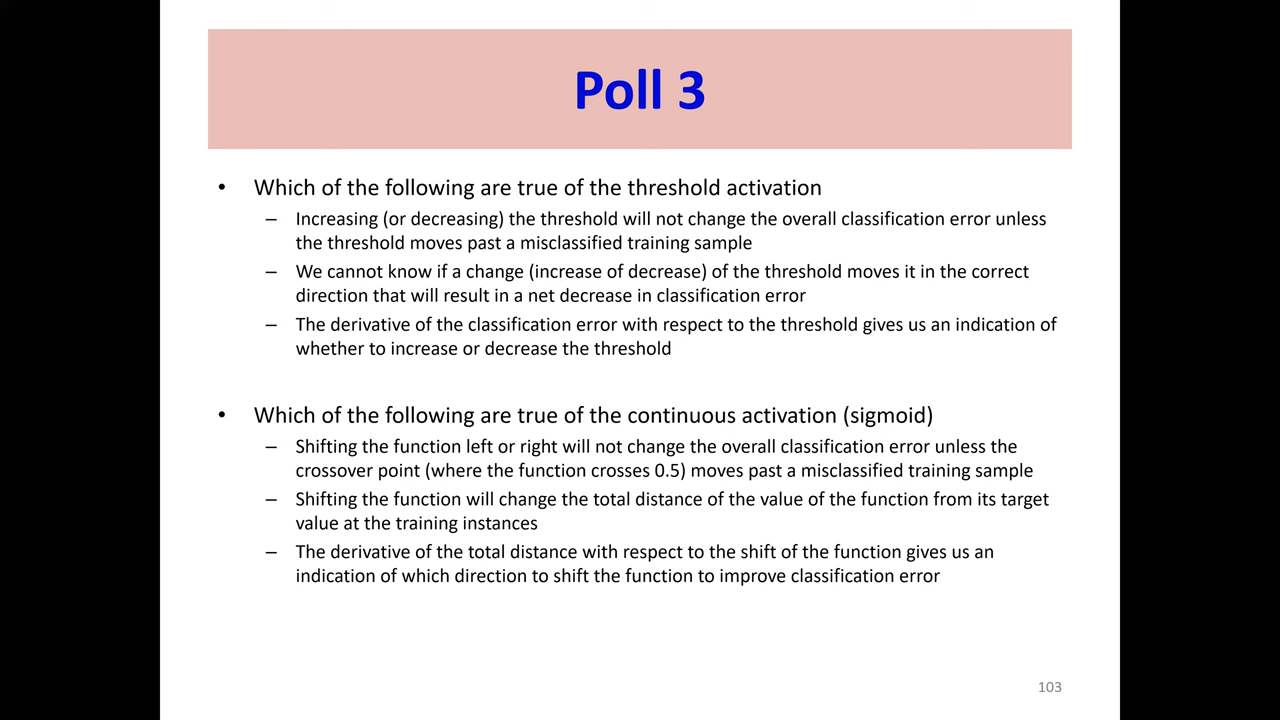 Poll 3
• Which of the following are true of the threshold activation
– Increasing (or decreasing) the threshold will not change the overall classification error unless
the threshold moves past a misclassified training sample
– We cannot know if a change (increase of decrease) of the threshold moves it in the correct
direction that will result in a net decrease in classification error
– The derivative of the classification error with respect to the threshold gives us an indication of
whether to increase or decrease the threshold
• Which of the following are true of the continuous activation (sigmoid)
– Shifting the function left or right will not change the overall classification error unless the
crossover point (where the function crosses 0.5) moves past a misclassified training sample
– Shifting the function will change the total distance of the value of the function from its target
value at the training instances
– The derivative of the total distance with respect to the shift of the function gives us an
indication of which direction to shift the function to improve classification error
103